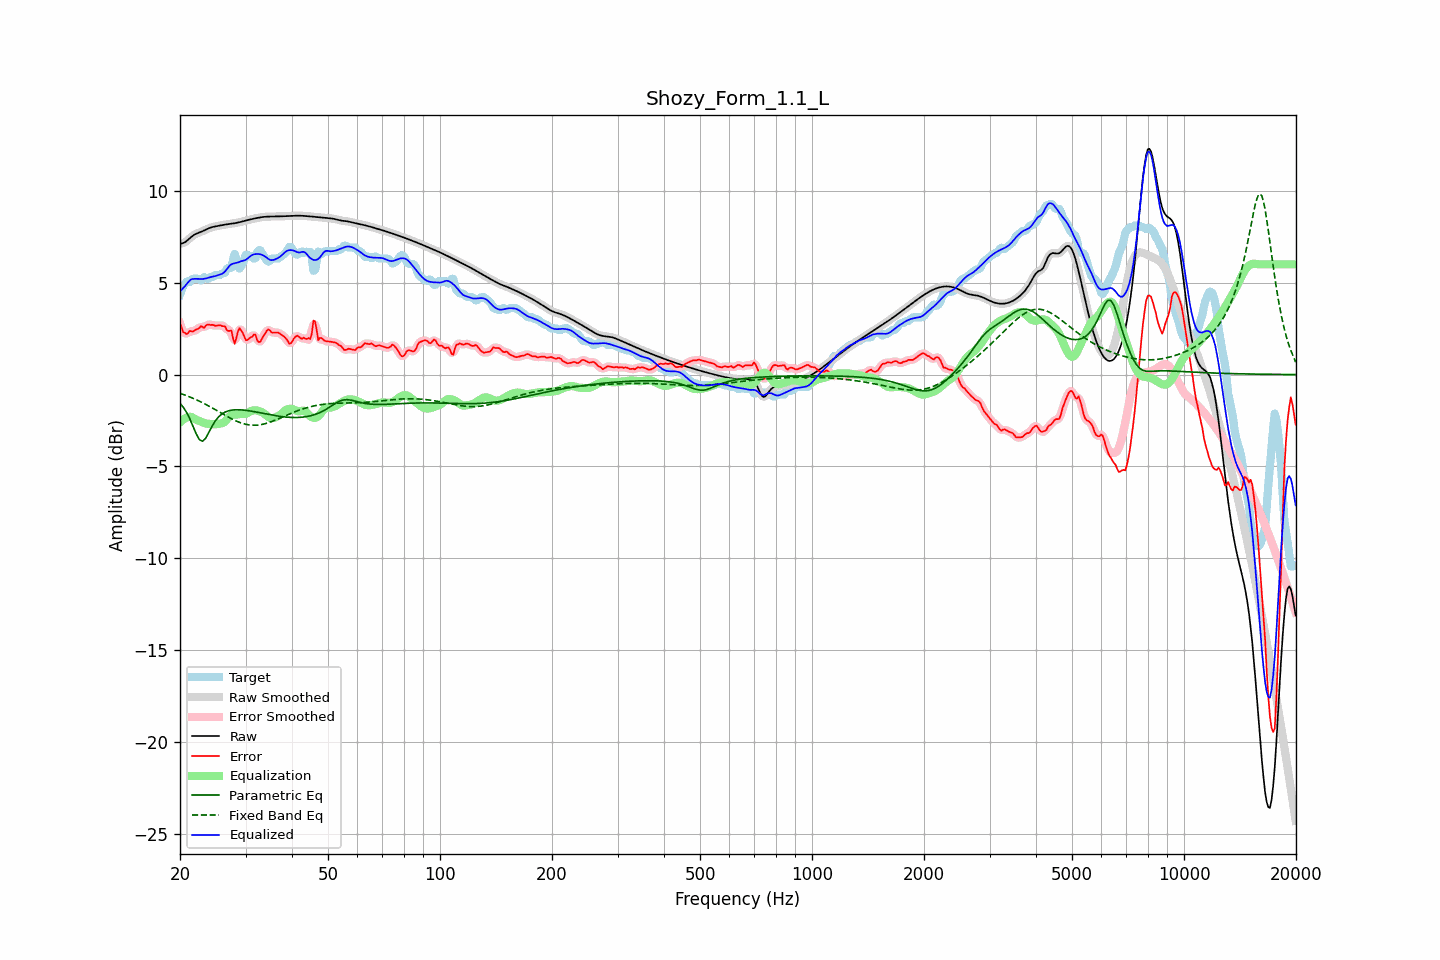 Shozy_Form_1.1_L
Amplitude (dBr)
10
5
0
−5
−10
−15
−20
−25
Target
Raw Smoothed
Error Smoothed
Raw
Error
Equalization
Parametric Eq
Fixed Band Eq
Equalized
20 50 100 200 500 1000 2000 5000 10000 20000
Frequency (Hz)